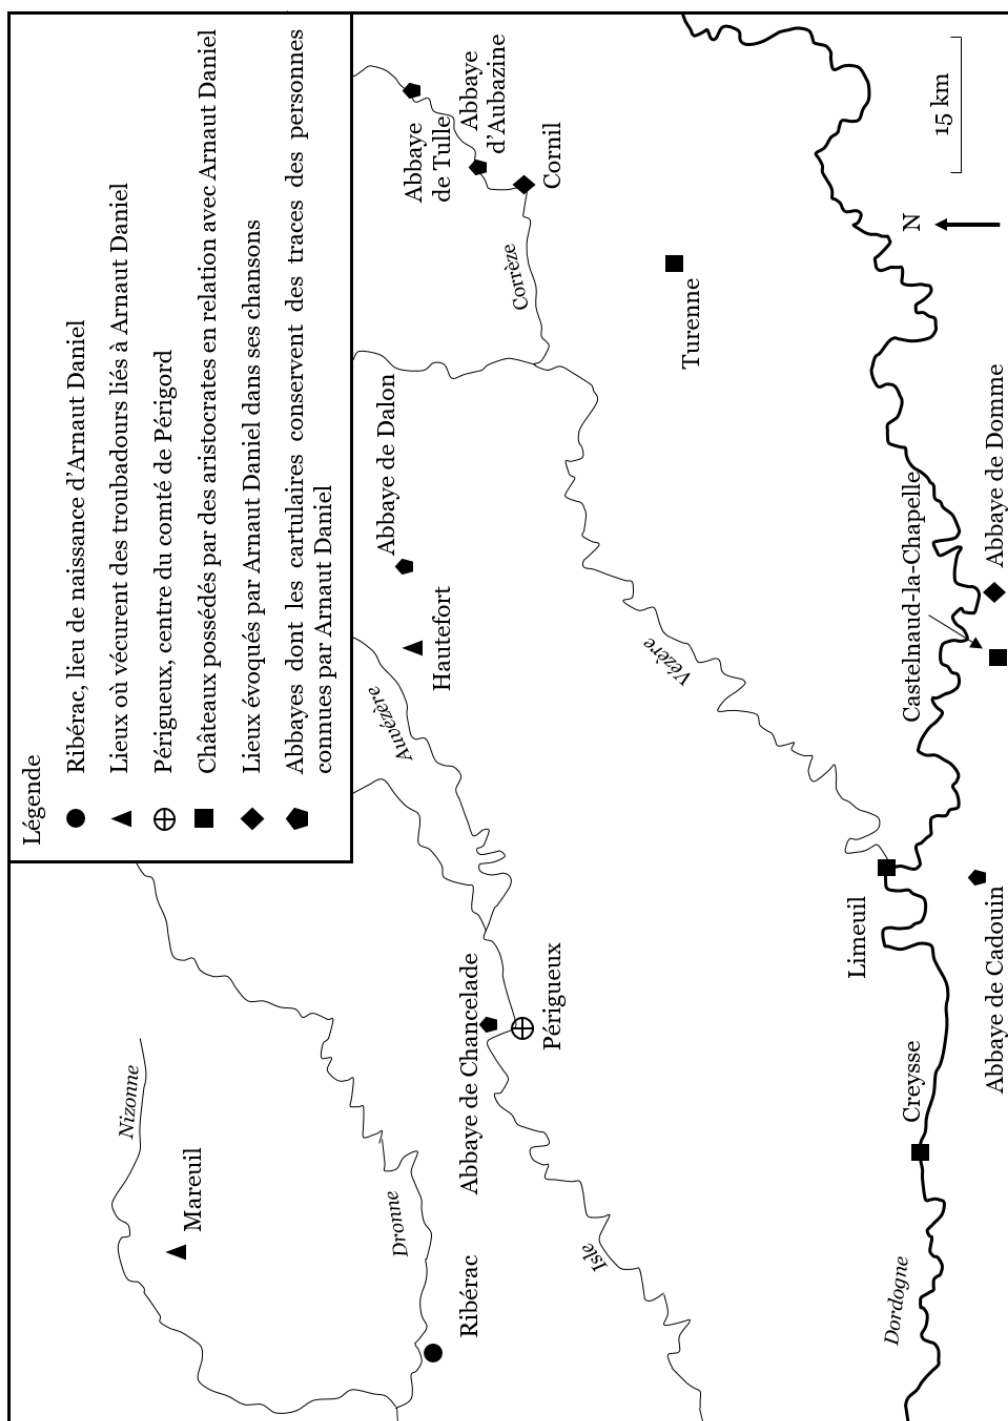 Légende
Ribérac, lieu de naissance d'Arnaut Daniel
Lieux où vécurent des troubadours liés à Arnaut Daniel
Périgueux, centre du comté de Périgord
Châteaux possédés par des aristocrates en relation avec Arnaut Daniel
Lieux évoqués par Arnaut Daniel dans ses chansons
Abbayes dont les cartulaires conservent des traces des personnes
connues par Arnaut Daniel
Nizonne
Mareuil
Dronne
Ribérac
Isle
Abbaye de Chancelade
Périgueux
Auvézère
Hautefort
Abbaye de Dalon
Abbaye
de Tulle
Abbaye
d'Aubazine
Cornil
Corrèze
Turenne
Vézère
Limeuil
Creysse
Dordogne
Abbaye de Cadouin
Castelnaud-la-Chapelle
Abbaye de Domme
N
15 km